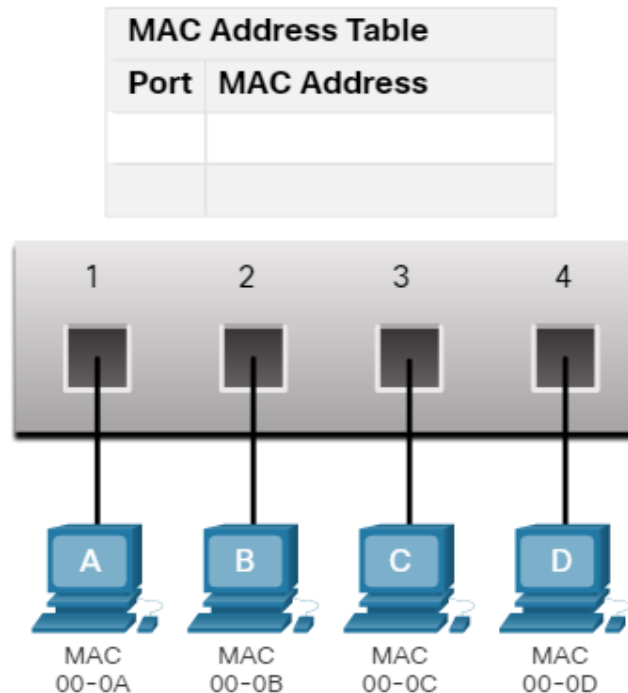 MAC Address Table
Port MAC Address
1 2 3 4
A B C D
MAC MAC MAC MAC
00-0A 00-0B 00-0C 00-0D